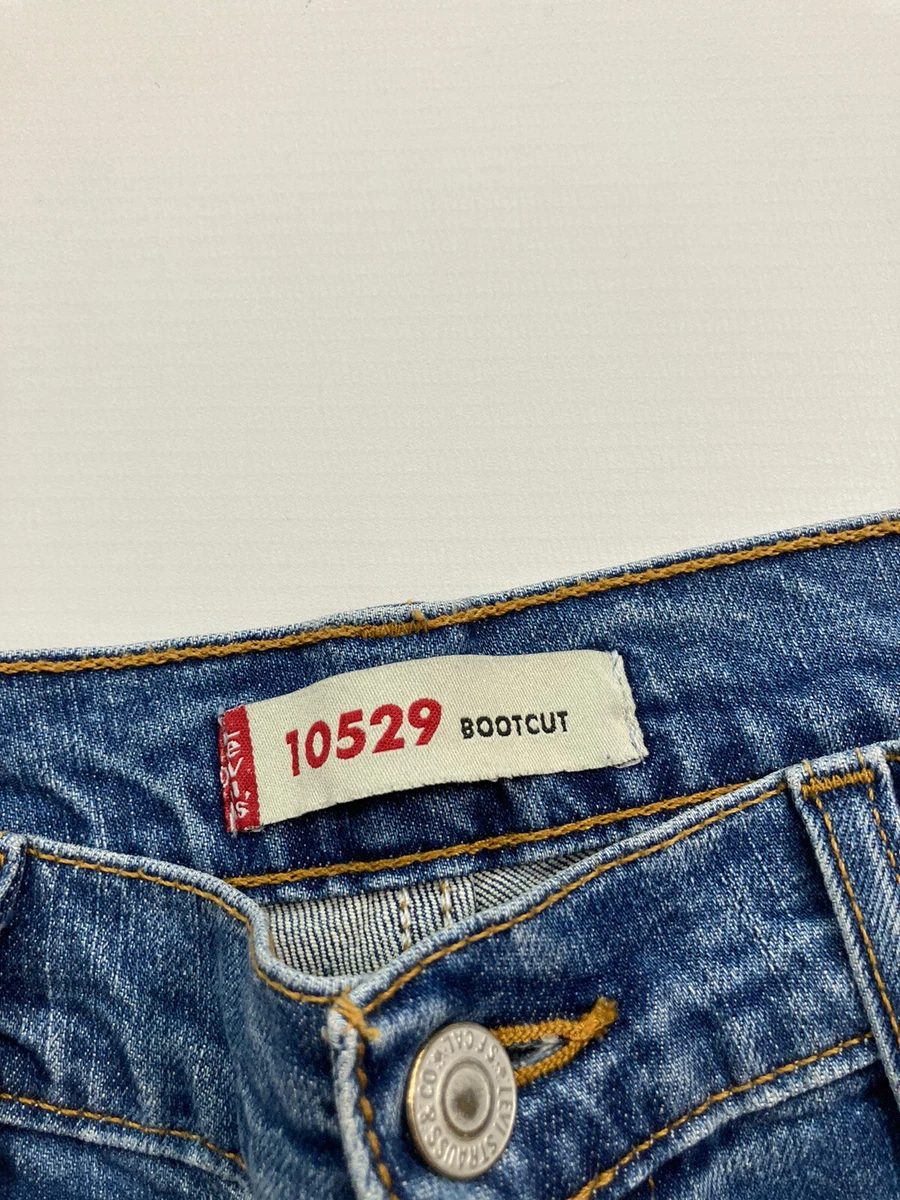 LEVI'S
10529 BOOTCUT
LEVI STRAUSS & CO S F CAL